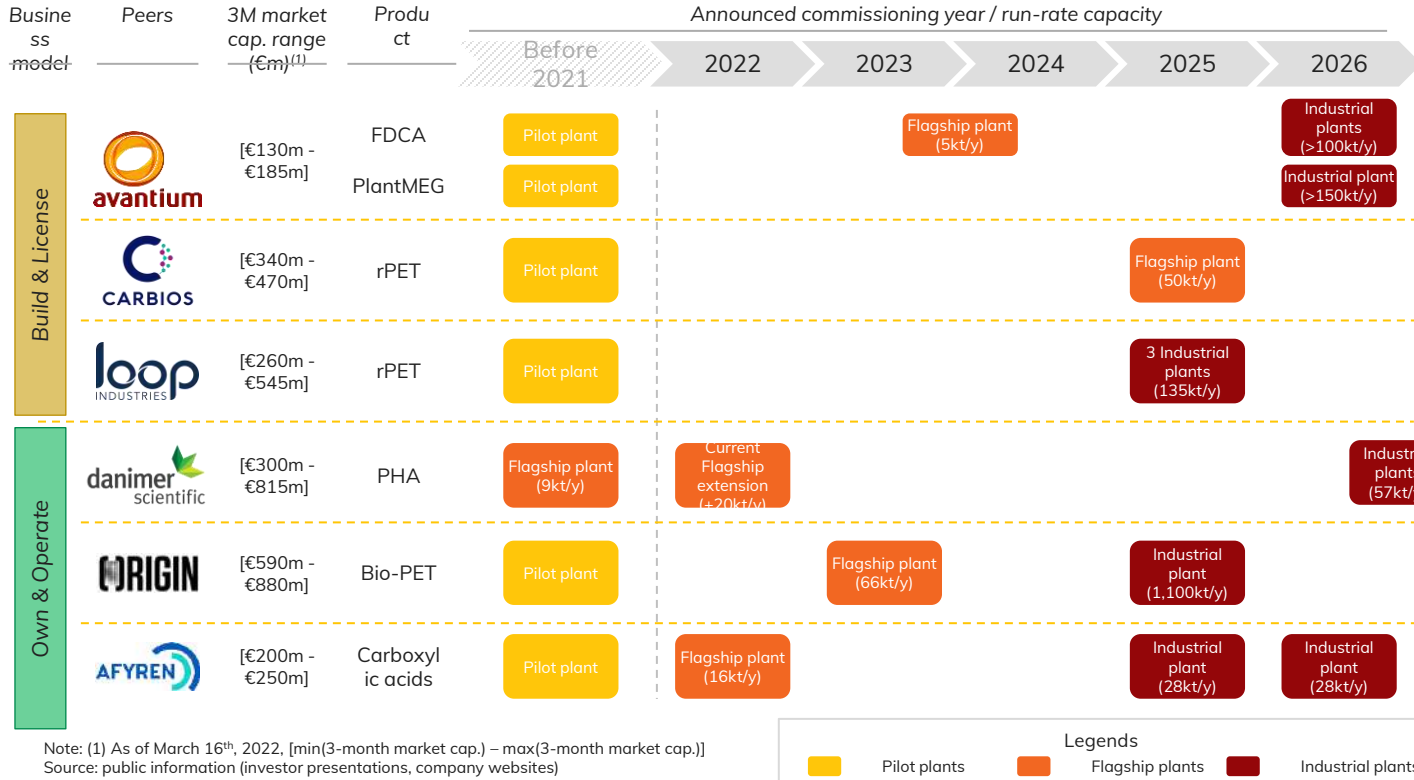 Busine
ss
model
Peers
3M market
cap. range
(€m)(1)
Produ
ct
Announced commissioning year / run-rate capacity
Before
2021
2022
2023
2024
2025
2026
Build & License
avantium
[€130m -
€185m]
FDCA
Pilot plant
Flagship plant
(5kt/y)
Industrial
plants
(>100kt/y)
PlantMEG
Pilot plant
Industrial plant
(>150kt/y)
CARBIOS
[€340m -
€470m]
rPET
Pilot plant
Flagship plant
(50kt/y)
loop
INDUSTRIES
[€260m -
€545m]
rPET
Pilot plant
3 Industrial
plants
(135kt/y)
Own & Operate
danimer
scientific
[€300m -
€815m]
PHA
Flagship plant
(9kt/y)
Current
Flagship
extension
(+20kt/y)
Industri
plants
(57kt/y
ORIGIN
[€590m -
€880m]
Bio-PET
Pilot plant
Flagship plant
(66kt/y)
Industrial
plant
(1,100kt/y)
AFYREN
[€200m -
€250m]
Carboxyl
ic acids
Pilot plant
Flagship plant
(16kt/y)
Industrial
plant
(28kt/y)
Industrial
plant
(28kt/y)
Note: (1) As of March 16th, 2022, [min(3-month market cap.) – max(3-month market cap.)]
Source: public information (investor presentations, company websites)
Legends
Pilot plants
Flagship plants
Industrial plants